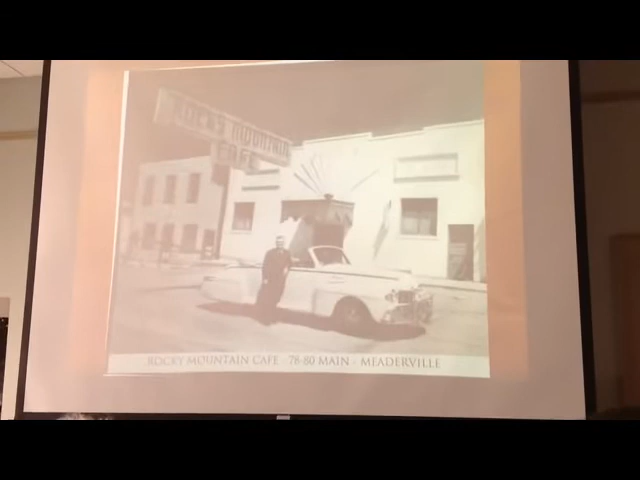 ROCKY MOUNTAIN
CAFE
ROCKY MOUNTAIN CAFE - 78-80 MAIN - MEADERVILLE